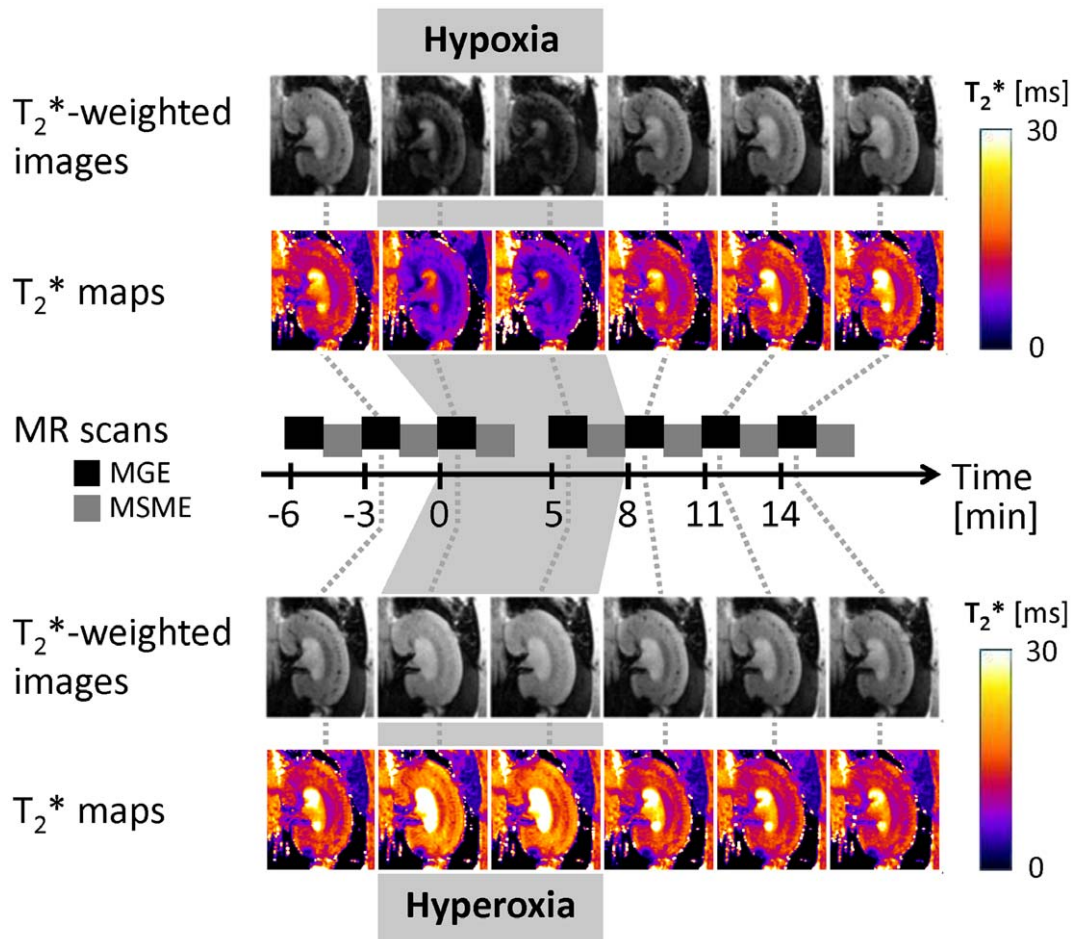 Hypoxia
T2*-weighted
images
T2* [ms]
30
T2* maps
0
MR scans
MGE
MSME
Time
[min]
-6 -3 0 5 8 11 14
T2*-weighted
images
T2* [ms]
30
T2* maps
0
Hyperoxia